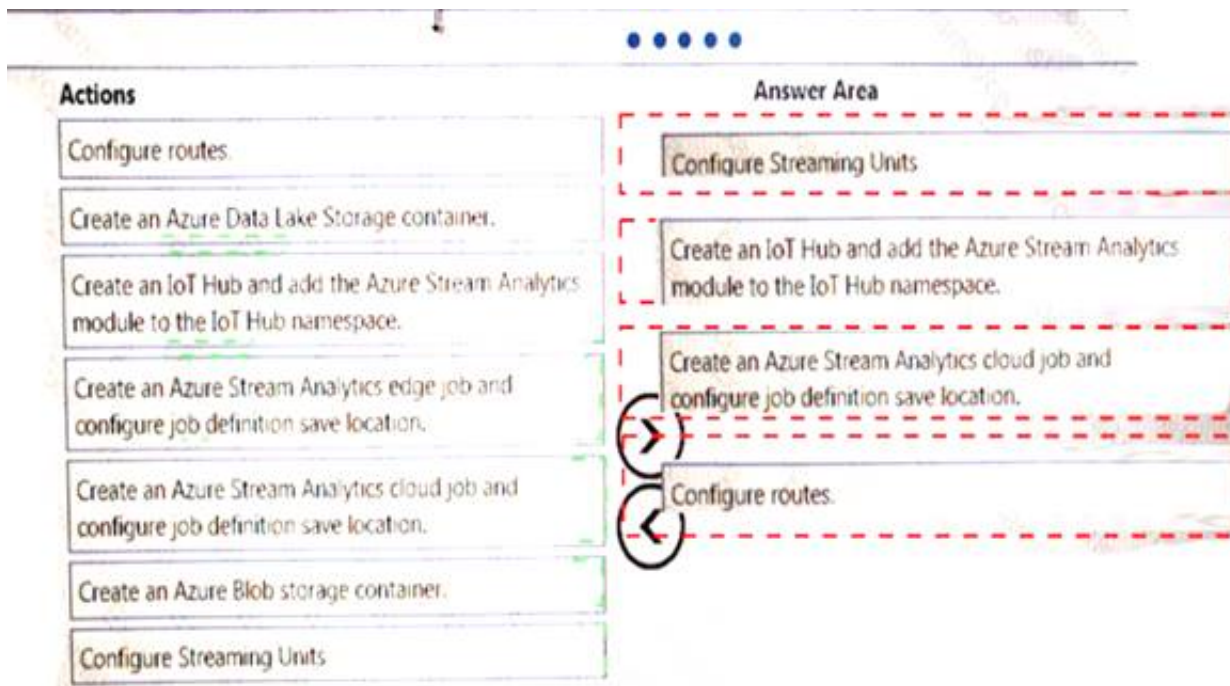 Actions
Configure routes.
Create an Azure Data Lake Storage container.
Create an IoT Hub and add the Azure Stream Analytics
module to the IoT Hub namespace.
Create an Azure Stream Analytics edge job and
configure job definition save location.
Create an Azure Stream Analytics cloud job and
configure job definition save location.
Create an Azure Blob storage container.
Configure Streaming Units
Answer Area
Configure Streaming Units
Create an IoT Hub and add the Azure Stream Analytics
module to the IoT Hub namespace.
Create an Azure Stream Analytics cloud job and
configure job definition save location.
Configure routes.